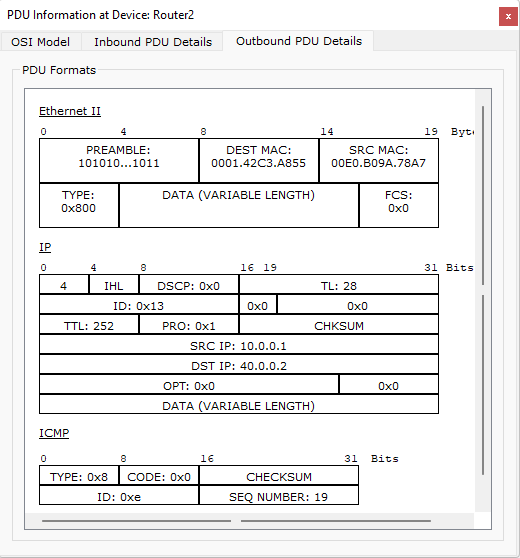 PDU Information at Device: Router2
x
OSI Model Inbound PDU Details Outbound PDU Details
PDU Formats
Ethernet II
0 4 8 14 19 Byte
PREAMBLE: DEST MAC: SRC MAC:
101010...1011 0001.42C3.A855 00E0.B09A.78A7
TYPE: DATA (VARIABLE LENGTH) FCS:
0x800 0x0
IP
0 4 8 16 19 31 Bits
4 IHL DSCP: 0x0 TL: 28
ID: 0x13 0x0 0x0
TTL: 252 PRO: 0x1 CHKSUM
SRC IP: 10.0.0.1
DST IP: 40.0.0.2
OPT: 0x0 0x0
DATA (VARIABLE LENGTH)
ICMP
0 8 16 31 Bits
TYPE: 0x8 CODE: 0x0 CHECKSUM
ID: 0xe SEQ NUMBER: 19